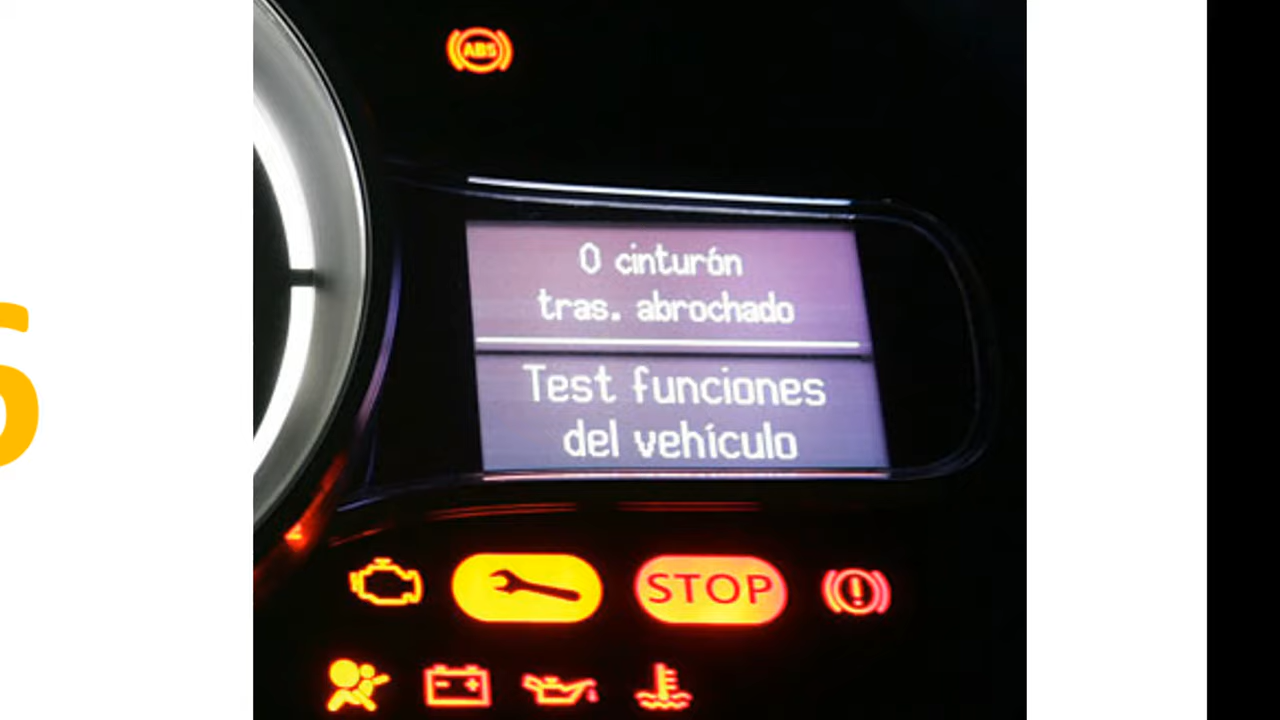 ABS
0 cinturón
tras. abrochado
Test funciones
del vehículo
STOP